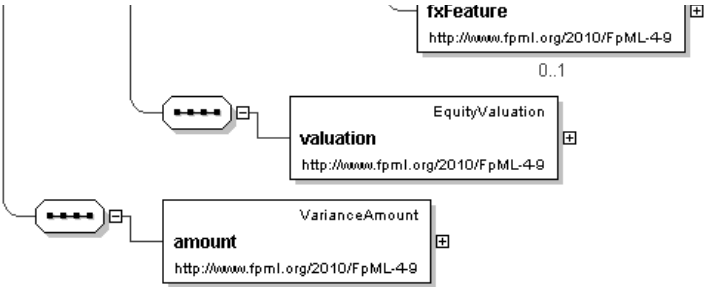 fxFeature
http://www.fpml.org/2010/FpML-4-9
0..1
EquityValuation
valuation
http://www.fpml.org/2010/FpML-4-9
VarianceAmount
amount
http://www.fpml.org/2010/FpML-4-9